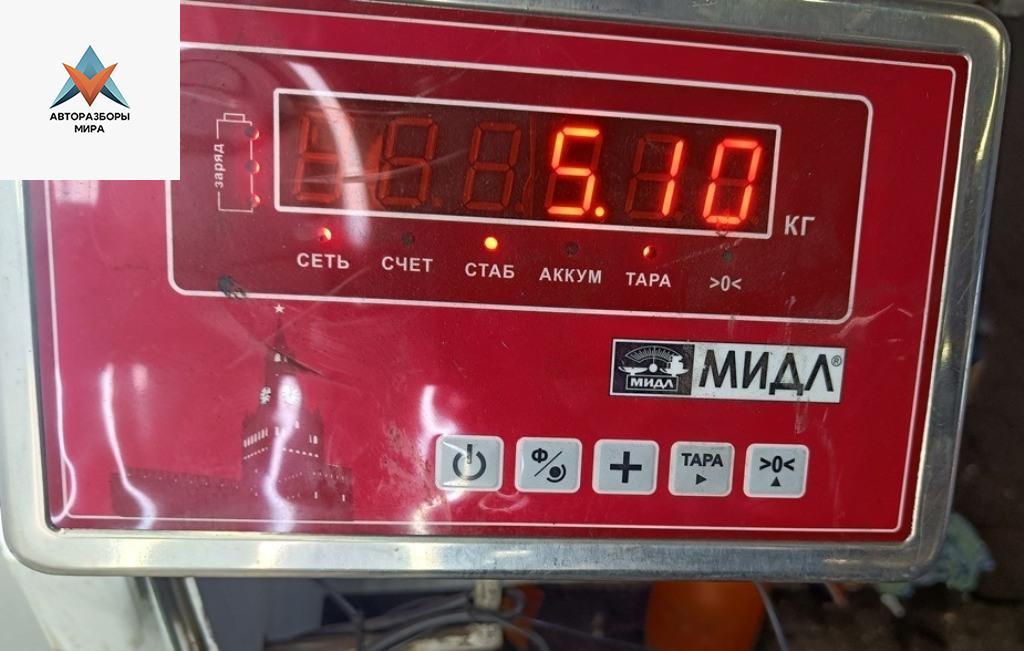 АВТОРАЗБОРЫ
МИРА
заряд
5.10
КГ
СЕТЬ СЧЕТ СТАБ АККУМ ТАРА >0<
МИДЛ МИДЛ®
Ф ТАРА >0<